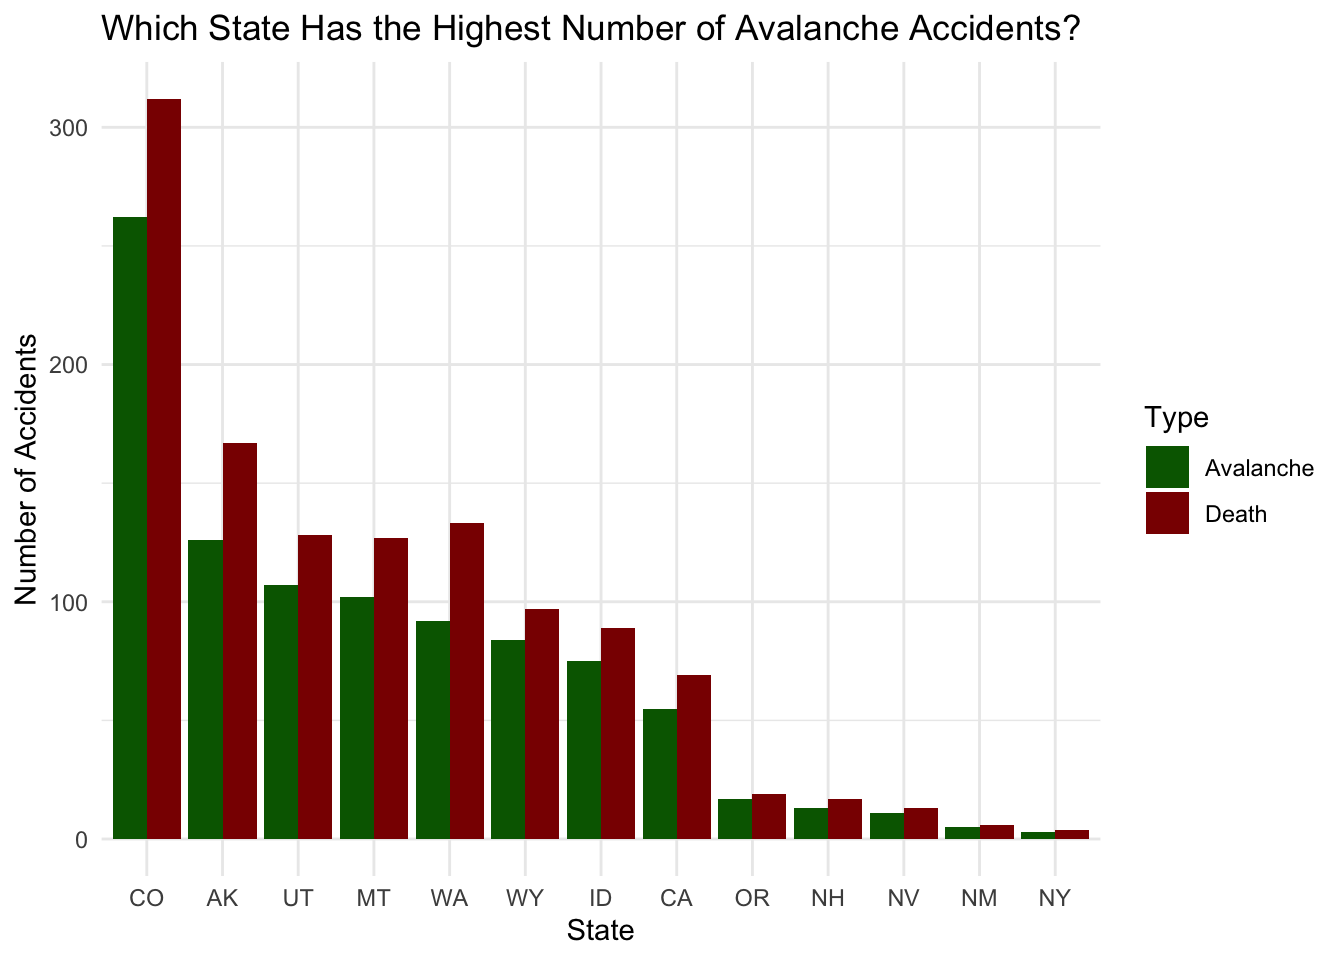 Which State Has the Highest Number of Avalanche Accidents?
Number of Accidents
300
200
100
0
CO AK UT MT WA WY ID CA OR NH NV NM NY
State
Type
Avalanche
Death